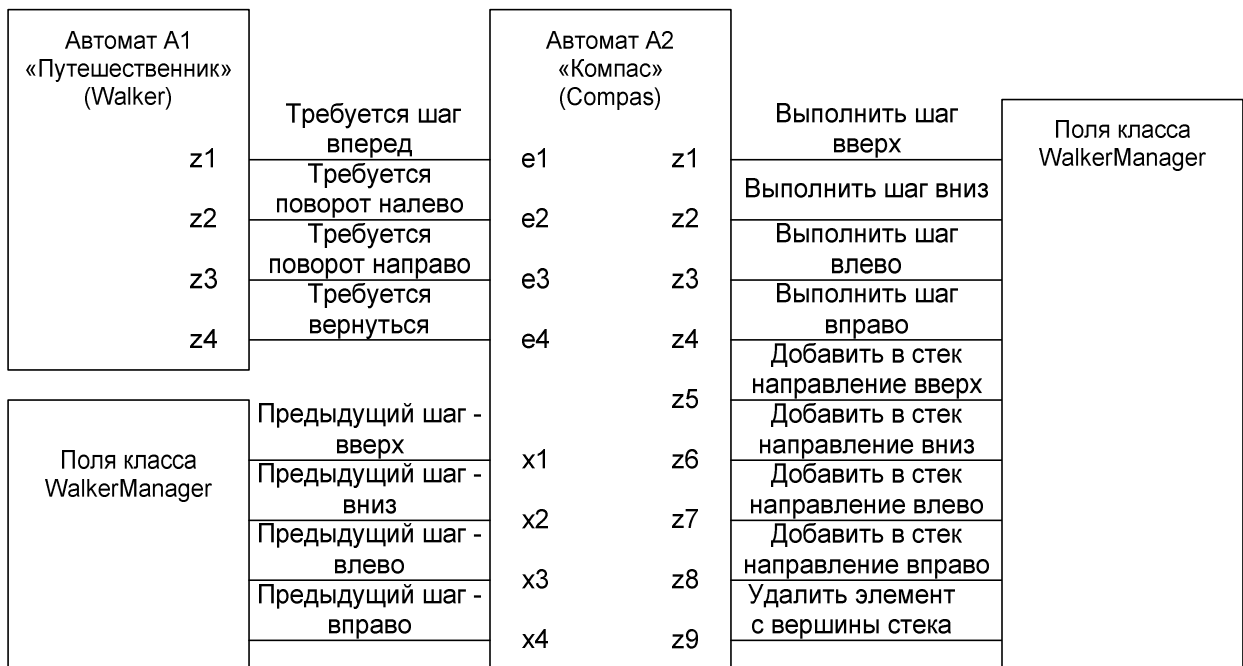 Автомат А1
«Путешественник»
(Walker)
Автомат А2
«Компас»
(Compas)
Поля класса
WalkerManager
Требуется шаг
вперед
z1
e1
Требуется
поворот налево
z2
e2
Требуется
поворот направо
z3
e3
Требуется
вернуться
z4
e4
Поля класса
WalkerManager
Предыдущий шаг -
вверх
x1
Предыдущий шаг -
вниз
x2
Предыдущий шаг -
влево
x3
Предыдущий шаг -
вправо
x4
Выполнить шаг
вверх
z1
Выполнить шаг вниз
z2
Выполнить шаг
влево
z3
Выполнить шаг
вправо
z4
Добавить в стек
направление вверх
z5
Добавить в стек
направление вниз
z6
Добавить в стек
направление влево
z7
Добавить в стек
направление вправо
z8
Удалить элемент
с вершины стека
z9